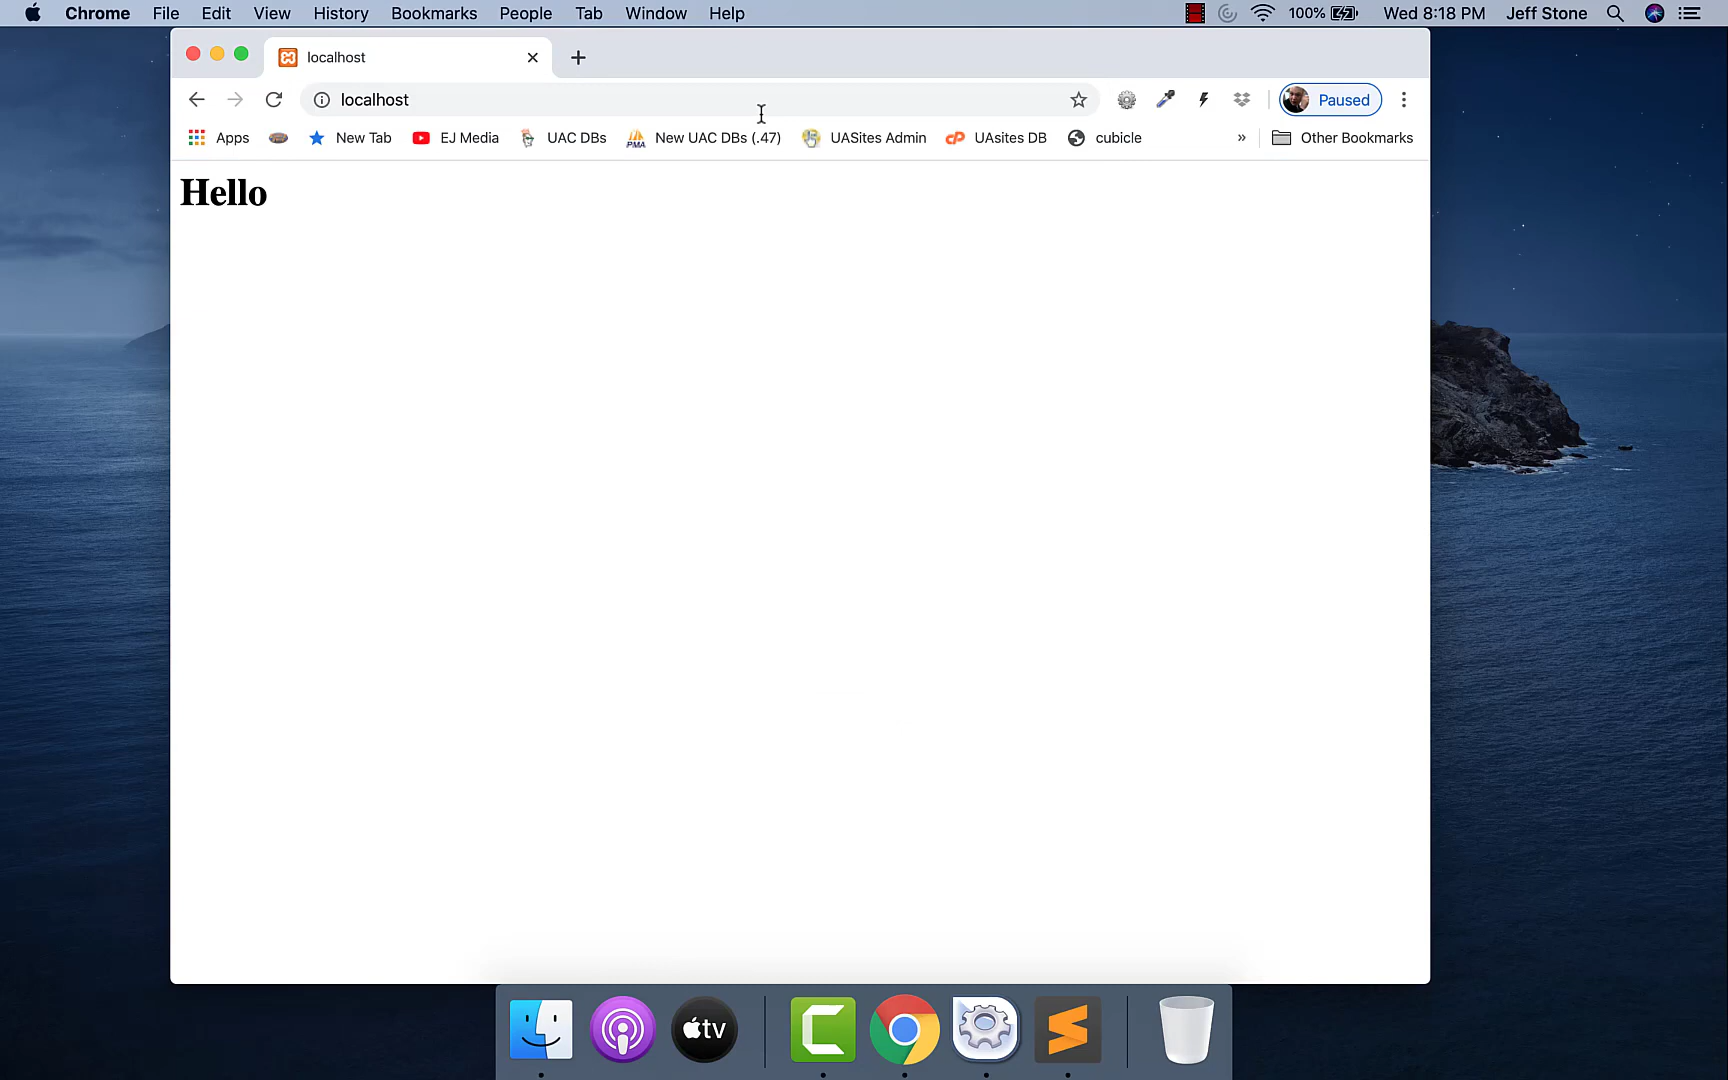 Chrome File Edit View History Bookmarks People Tab Window Help 100% Wed 8:18 PM Jeff Stone
localhost
localhost Paused
Apps New Tab EJ Media UAC DBs PMA New UAC DBs (.47) UASites Admin cP UAsites DB cubicle » Other Bookmarks
Hello
tv